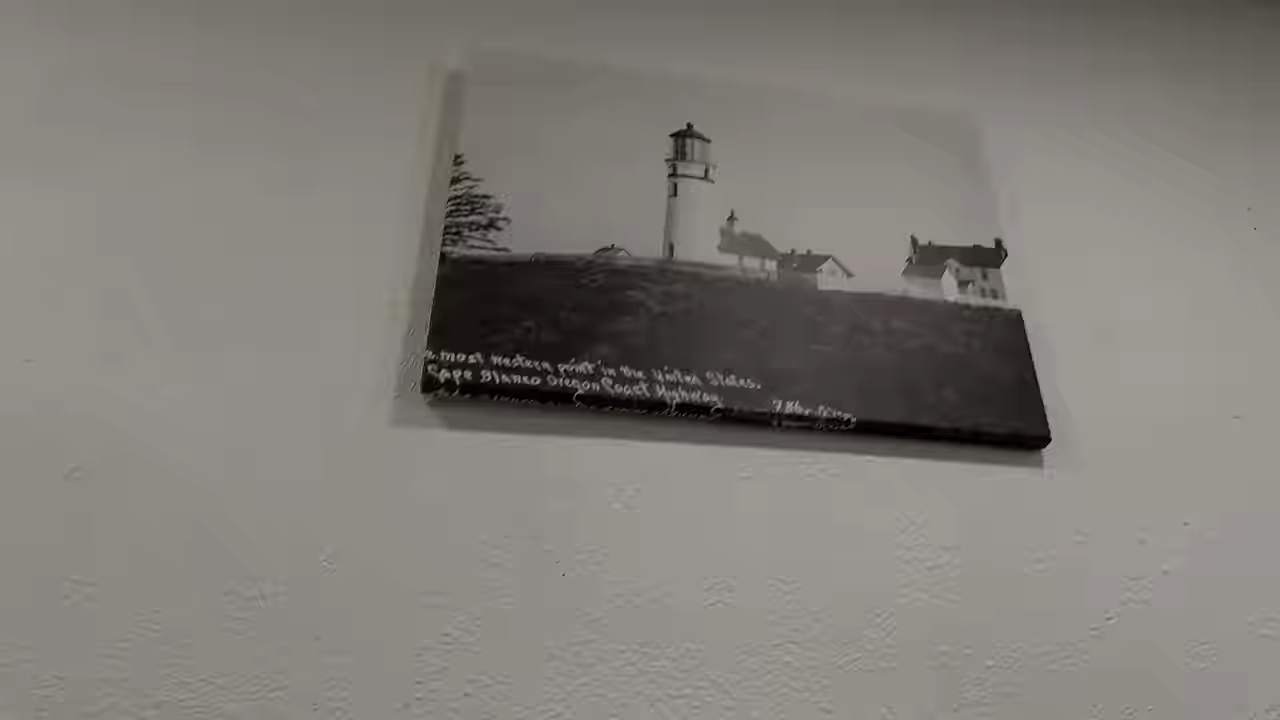 most Western point in the United States.
Cape Blanco Oregon Coast Highway